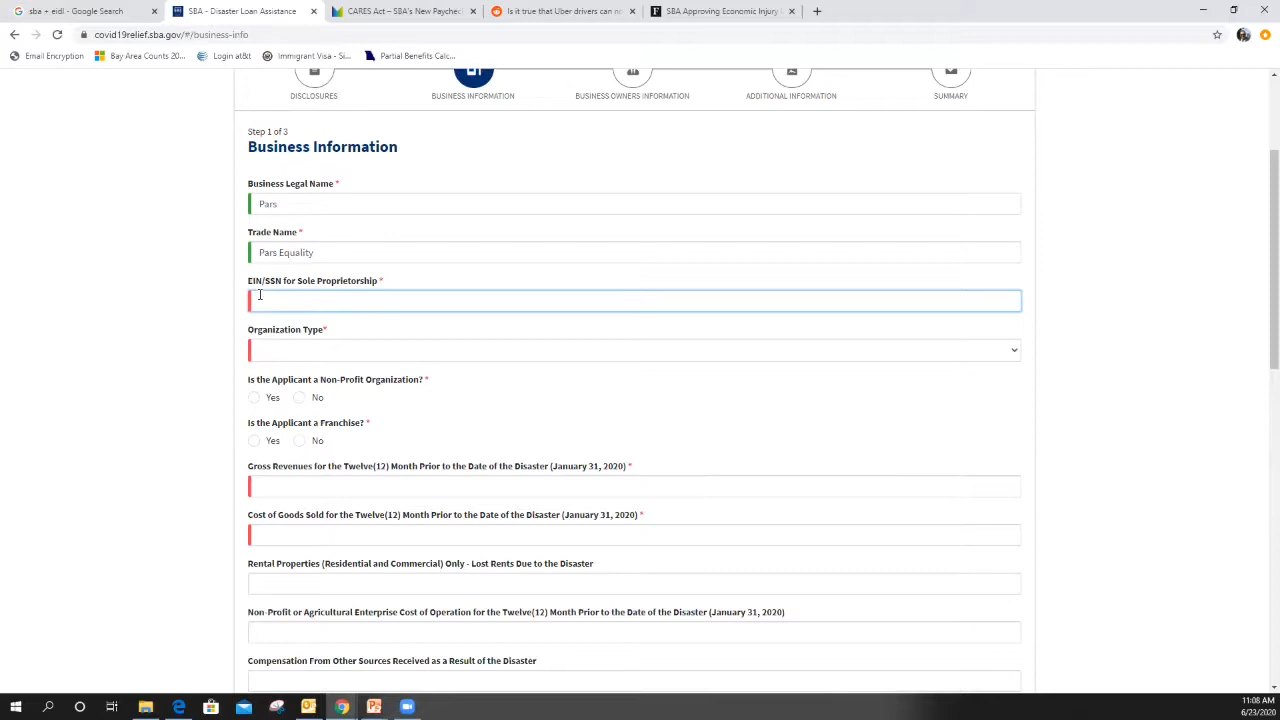 sba + eidl - Google Search
SBA - Disaster Loan Assistance
CARES Act – SBA's New Paychec
Is it true that Uber drivers can no
SBA Approving Economic Injury
covid19relief.sba.gov/#/business-info
Email Encryption
Bay Area Counts 20...
Login at&t
Immigrant Visa - Si...
Partial Benefits Calc...
DISCLOSURES
BUSINESS INFORMATION
BUSINESS OWNERS INFORMATION
ADDITIONAL INFORMATION
SUMMARY
Step 1 of 3
Business Information
Business Legal Name *
Pars
Trade Name *
Pars Equality
EIN/SSN for Sole Proprietorship *
Organization Type*
Is the Applicant a Non-Profit Organization? *
Yes No
Is the Applicant a Franchise? *
Yes No
Gross Revenues for the Twelve(12) Month Prior to the Date of the Disaster (January 31, 2020) *
Cost of Goods Sold for the Twelve(12) Month Prior to the Date of the Disaster (January 31, 2020) *
Rental Properties (Residential and Commercial) Only - Lost Rents Due to the Disaster
Non-Profit or Agricultural Enterprise Cost of Operation for the Twelve(12) Month Prior to the Date of the Disaster (January 31, 2020)
Compensation From Other Sources Received as a Result of the Disaster
11:08 AM
6/23/2020